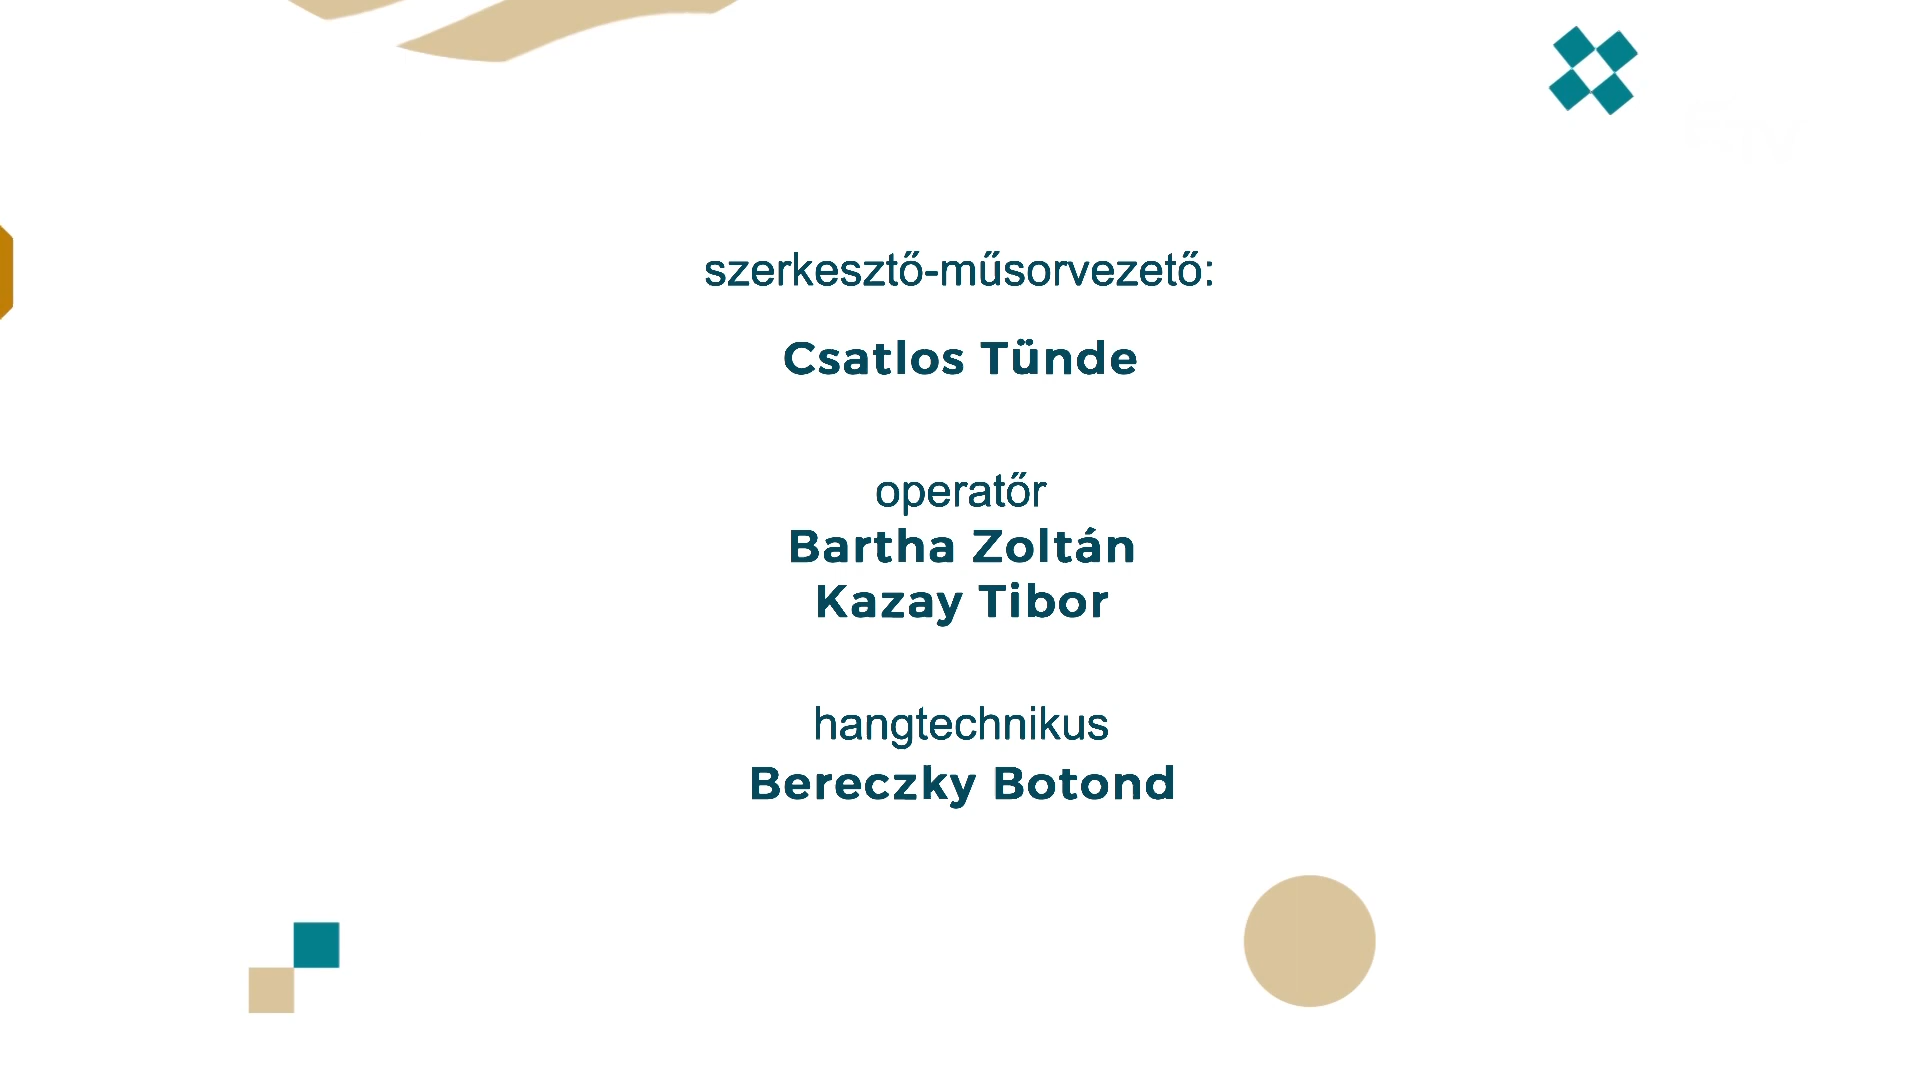 szerkesztő-műsorvezető:
Csatlos Tünde
operatőr
Bartha Zoltán
Kazay Tibor
hangtechnikus
Bereczky Botond